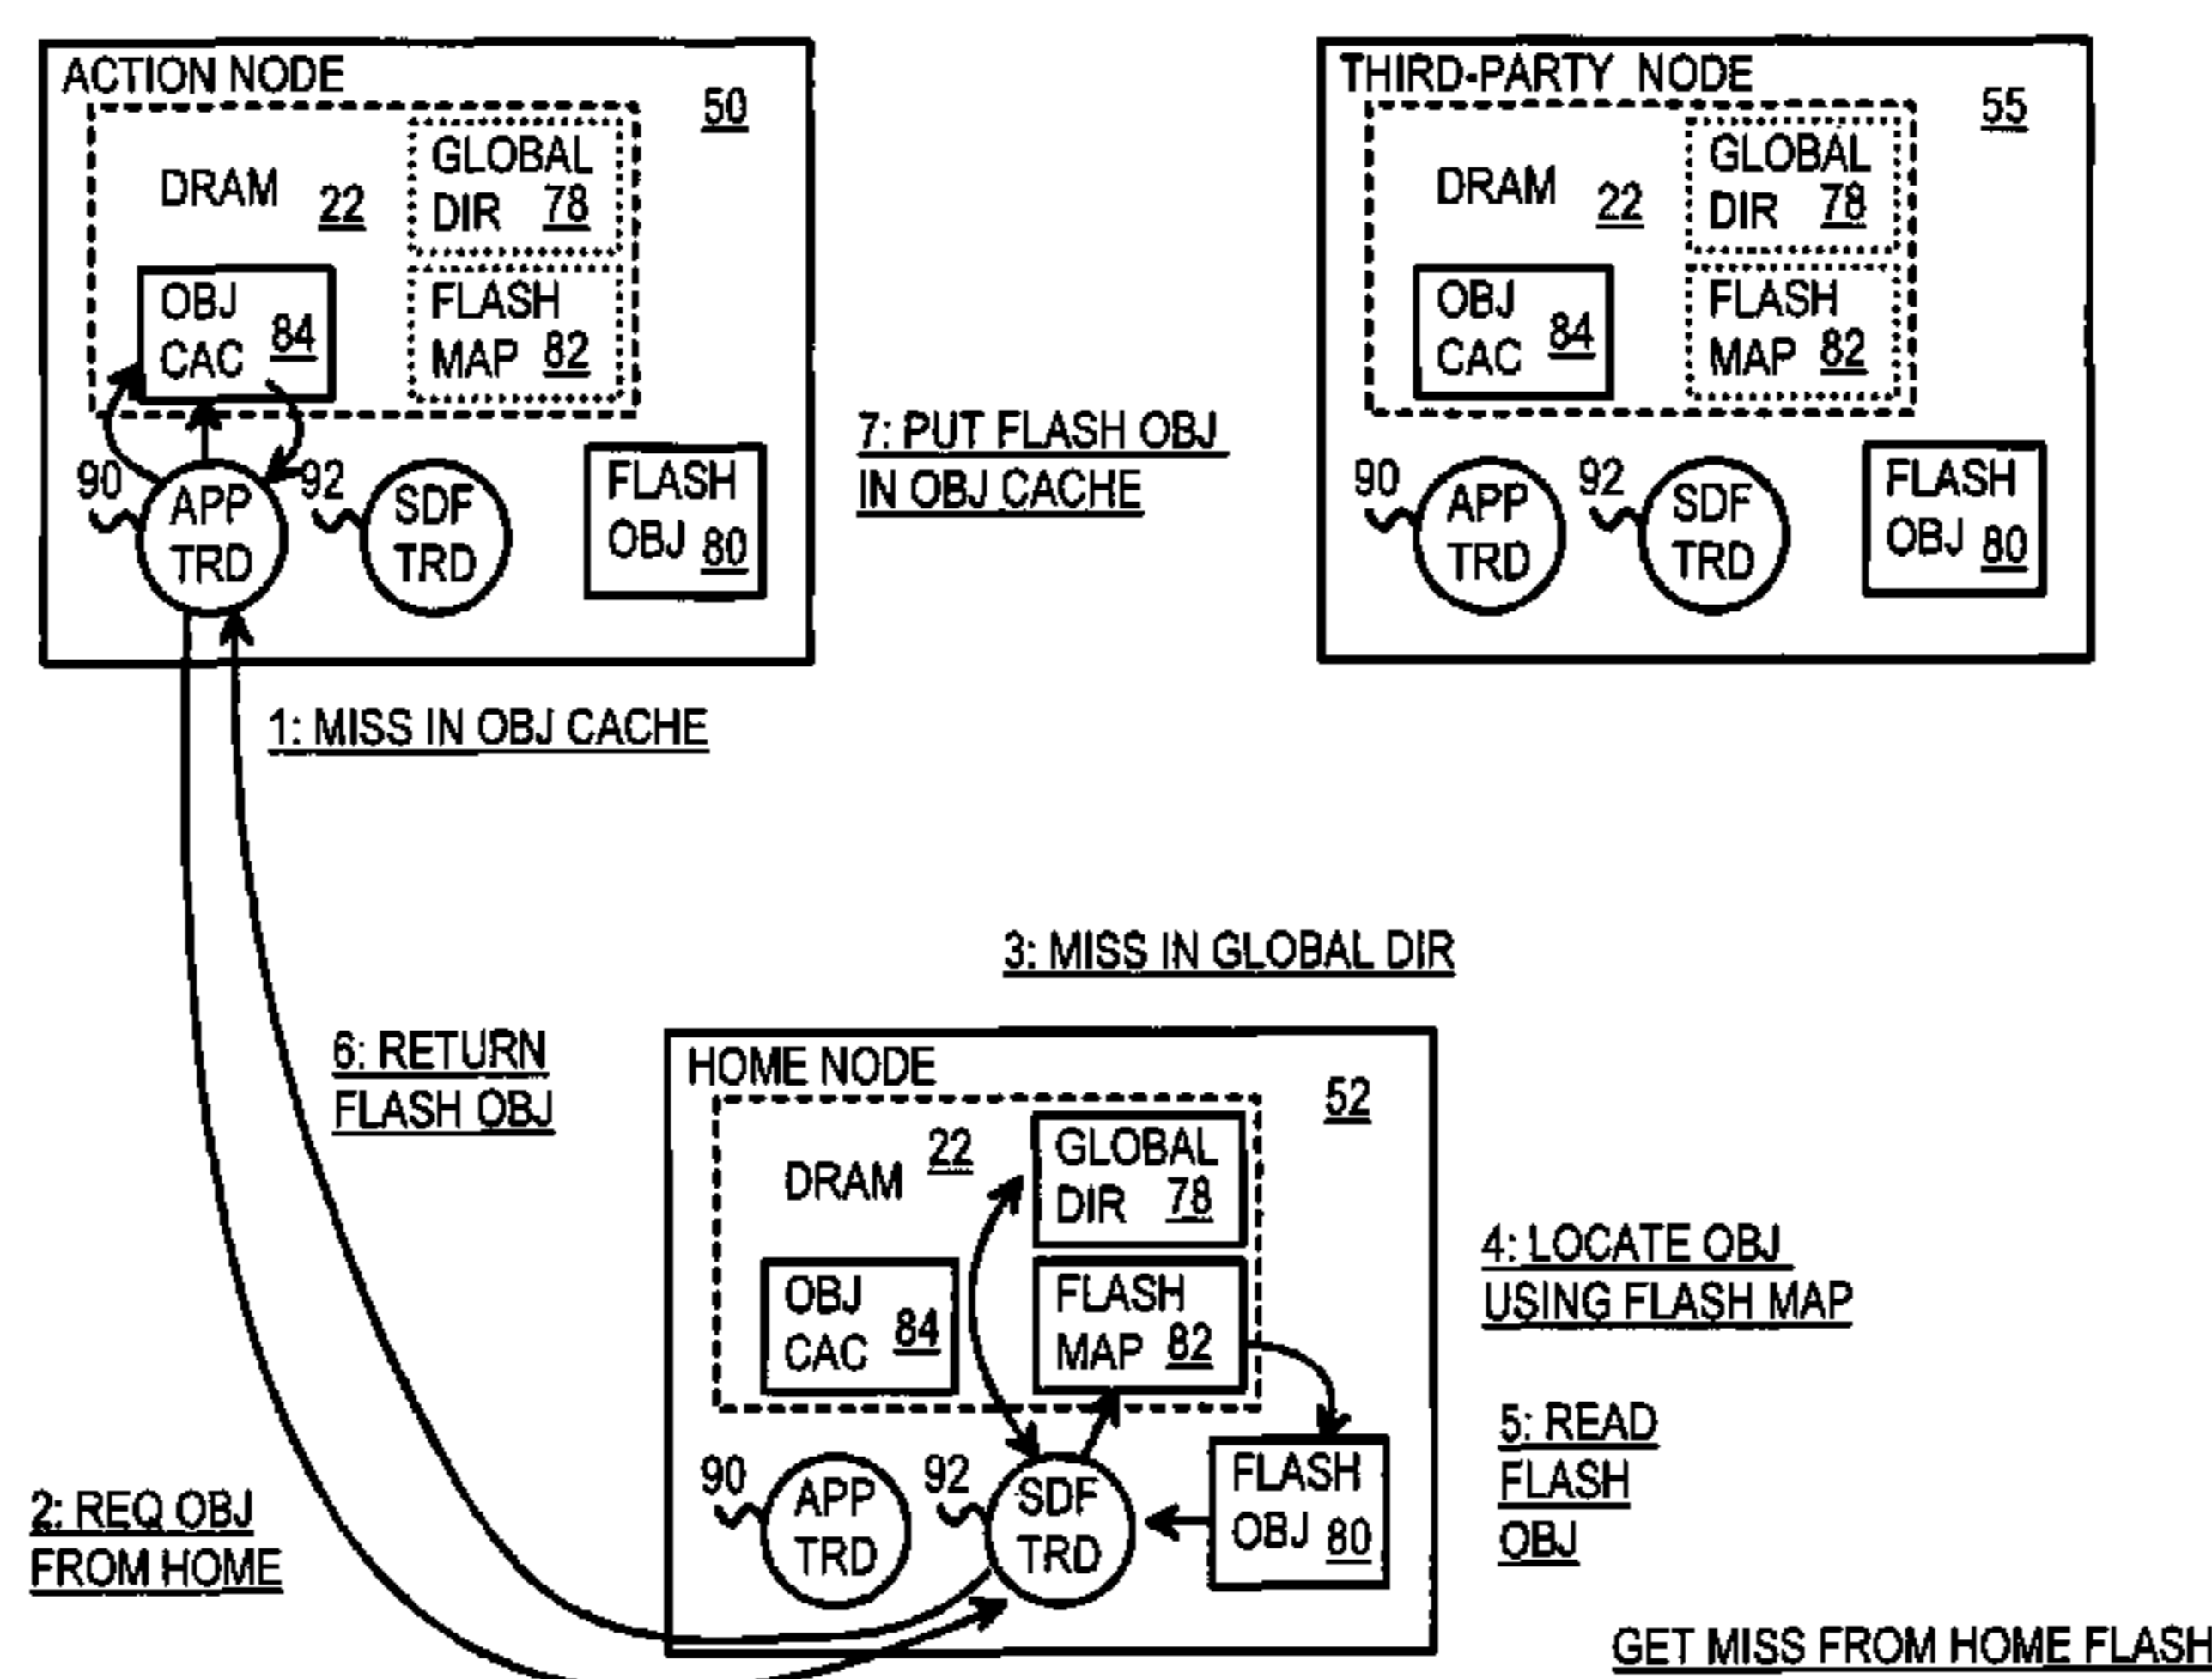 ACTION NODE
50
DRAM 22
GLOBAL
DIR 78
OBJ
CAC 84
FLASH
MAP 82
90
APP
TRD
92
SDF
TRD
FLASH
OBJ 80
7: PUT FLASH OBJ
IN OBJ CACHE
THIRD-PARTY NODE
55
DRAM 22
GLOBAL
DIR 78
OBJ
CAC 84
FLASH
MAP 82
90
APP
TRD
92
SDF
TRD
FLASH
OBJ 80
1: MISS IN OBJ CACHE
3: MISS IN GLOBAL DIR
6: RETURN
FLASH OBJ
HOME NODE
52
DRAM 22
GLOBAL
DIR 78
OBJ
CAC 84
FLASH
MAP 82
90
APP
TRD
92
SDF
TRD
FLASH
OBJ 80
4: LOCATE OBJ
USING FLASH MAP
5: READ
FLASH
OBJ
2: REQ OBJ
FROM HOME
GET MISS FROM HOME FLASH